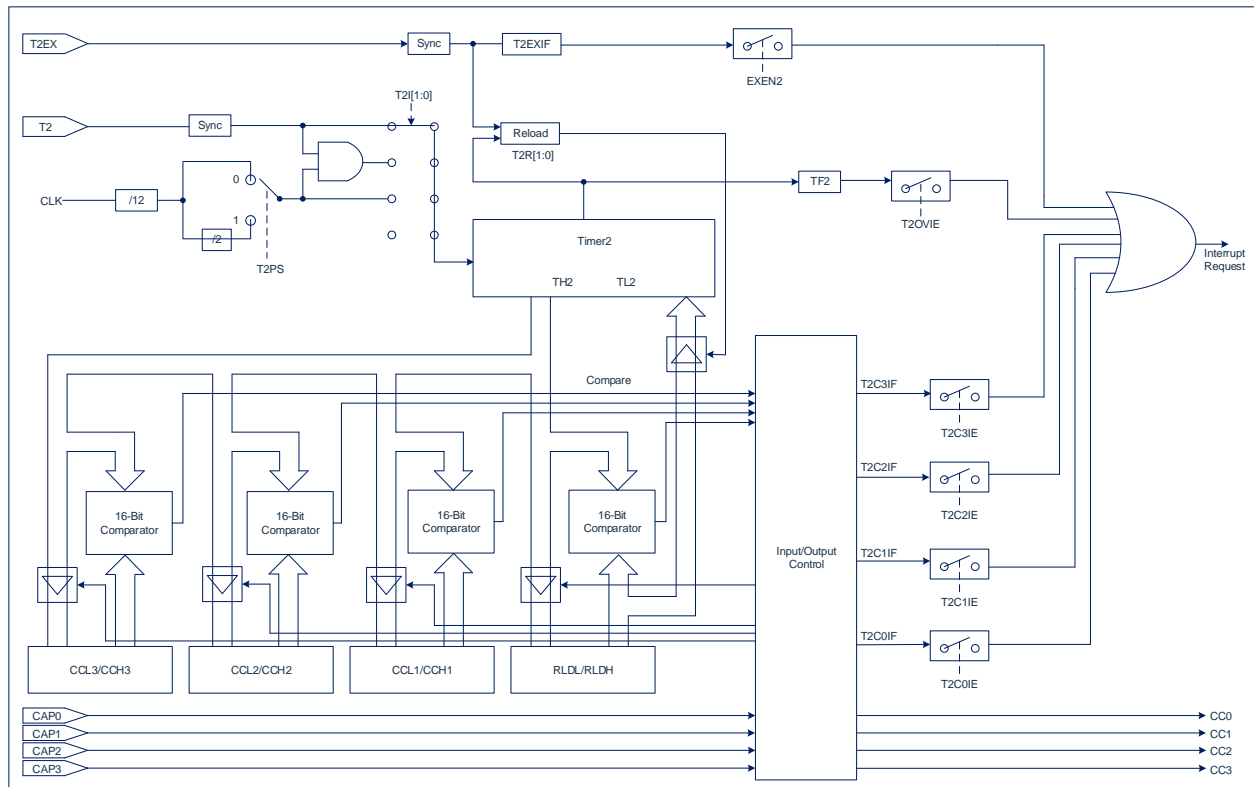 T2EX
Sync
T2EXIF
EXEN2
T2I[1:0]
T2
Sync
Reload
T2R[1:0]
0
CLK
/12
TF2
T2OVIE
1
/2
T2PS
Timer2
TH2 TL2
Interrupt
Request
Compare
T2C3IF
T2C3IE
T2C2IF
T2C2IE
16-Bit
Comparator
16-Bit
Comparator
16-Bit
Comparator
16-Bit
Comparator
Input/Output
Control
T2C1IF
T2C1IE
T2C0IF
T2C0IE
CCL3/CCH3
CCL2/CCH2
CCL1/CCH1
RLDL/RLDH
CAP0
CC0
CAP1
CC1
CAP2
CC2
CAP3
CC3